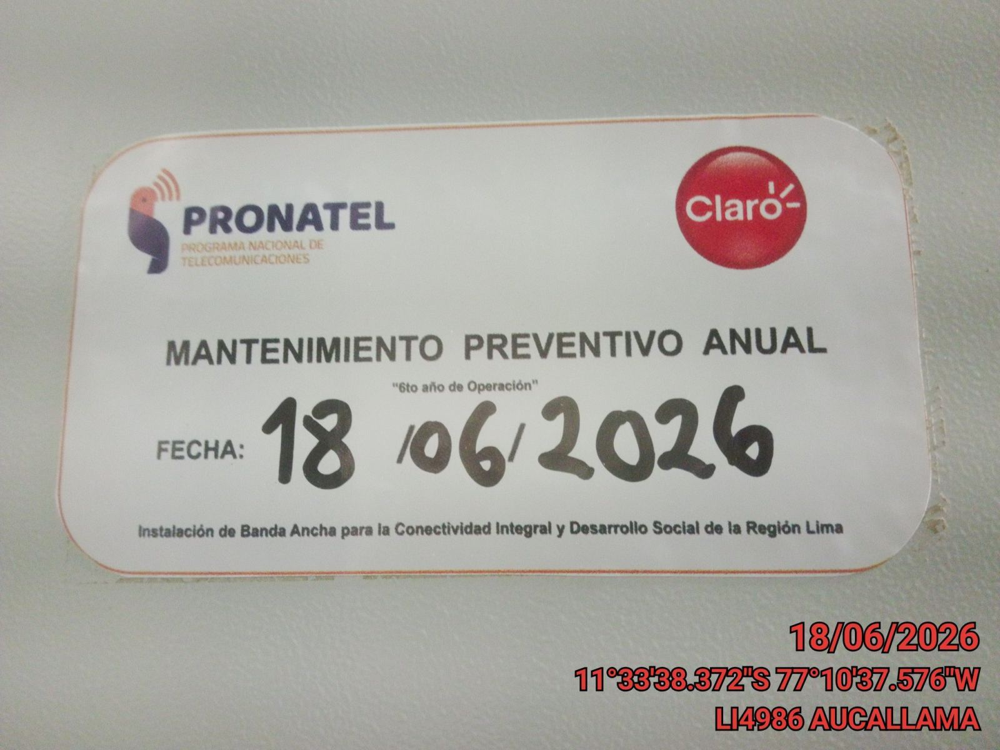 PRONATEL
PROGRAMA NACIONAL DE
TELECOMUNICACIONES
Claro
MANTENIMIENTO PREVENTIVO ANUAL
"6to año de Operación"
FECHA: 18/06/2026
Instalación de Banda Ancha para la Conectividad Integral y Desarrollo Social de la Región Lima
18/06/2026
11°33'38.372"S 77°10'37.576"W
LI4986 AUCALLAMA